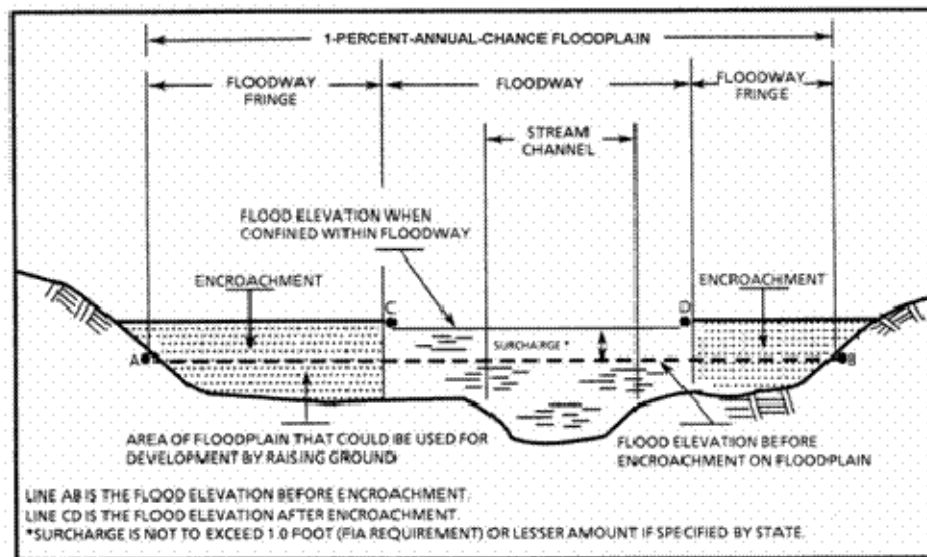 1-PERCENT-ANNUAL-CHANCE FLOODPLAIN
FLOODWAY
FRINGE
FLOODWAY
FLOODWAY
FRINGE
STREAM
CHANNEL
FLOOD ELEVATION WHEN
CONFINED WITHIN FLOODWAY
ENCROACHMENT
ENCROACHMENT
C
D
SURCHARGE *
A
B
AREA OF FLOODPLAIN THAT COULD BE USED FOR
DEVELOPMENT BY RAISING GROUND
FLOOD ELEVATION BEFORE
ENCROACHMENT ON FLOODPLAIN
LINE AB IS THE FLOOD ELEVATION BEFORE ENCROACHMENT.
LINE CD IS THE FLOOD ELEVATION AFTER ENCROACHMENT.
*SURCHARGE IS NOT TO EXCEED 1.0 FOOT (FIA REQUIREMENT) OR LESSER AMOUNT IF SPECIFIED BY STATE.